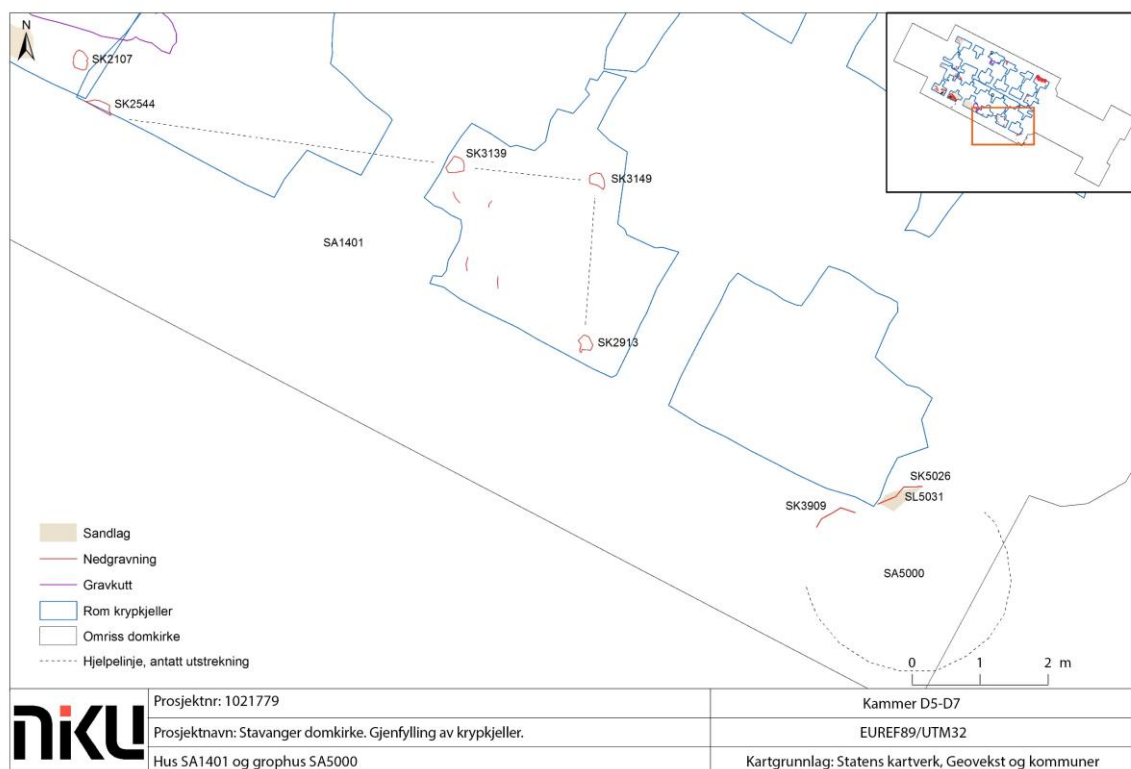 N
SK2107
SK2544
SK3139
SK3149
SA1401
SK2913
SK5026
SL5031
SK3909
SA5000
Sandlag
Nedgravning
Gravkutt
Rom krypkjeller
Omriss domkirke
Hjelpelinje, antatt utstrekning
0 1 2 m
niku
Prosjektnr: 1021779
Kammer D5-D7
Prosjektnavn: Stavanger domkirke. Gjenfylling av krypkjeller.
EUREF89/UTM32
Hus SA1401 og grophus SA5000
Kartgrunnlag: Statens kartverk, Geovekst og kommuner